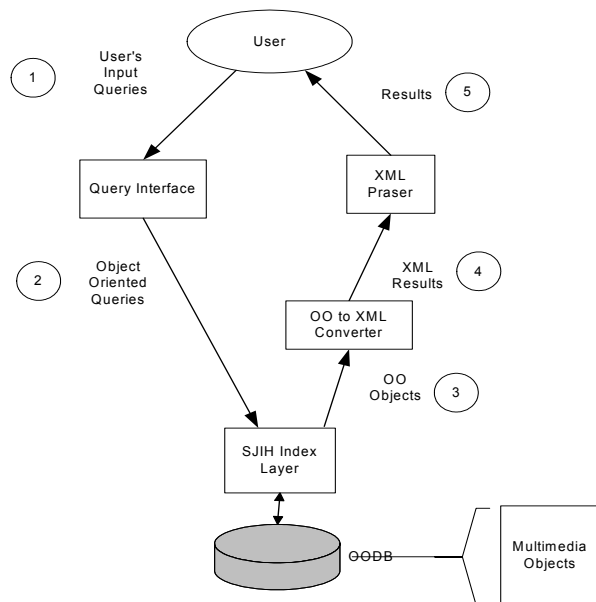 User
1
User's
Input
Queries
Results
5
Query Interface
XML
Praser
2
Object
Oriented
Queries
XML
Results
4
OO to XML
Converter
OO
Objects
3
SJIH Index
Layer
OODB
Multimedia
Objects